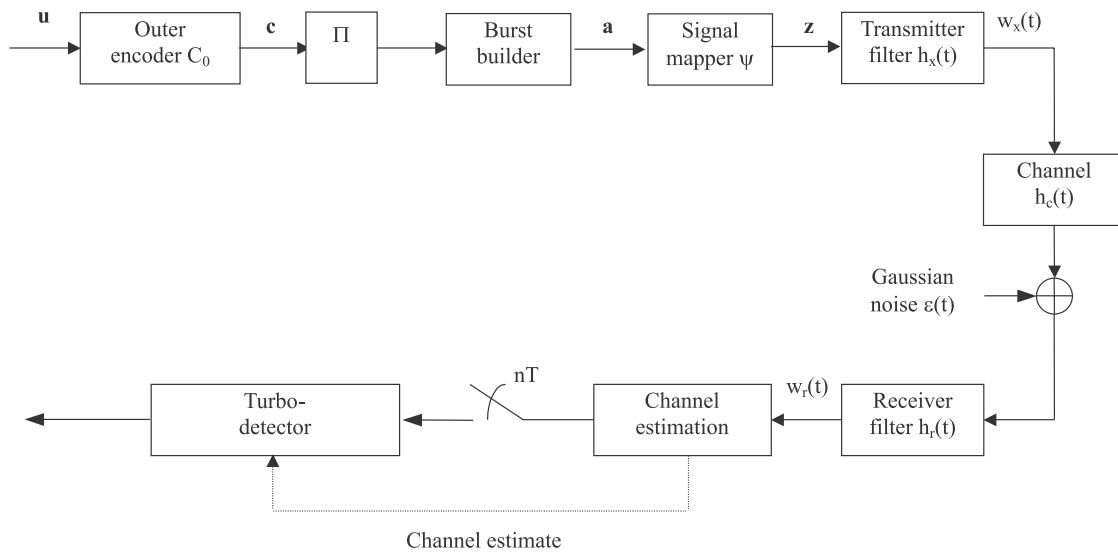 u
Outer
encoder C₀
c
Π
Burst
builder
a
Signal
mapper ψ
z
Transmitter
filter hₓ(t)
wₓ(t)
Channel
h_c(t)
Gaussian
noise ε(t)
Receiver
filter hᵣ(t)
wᵣ(t)
Channel
estimation
nT
Turbo-
detector
Channel estimate